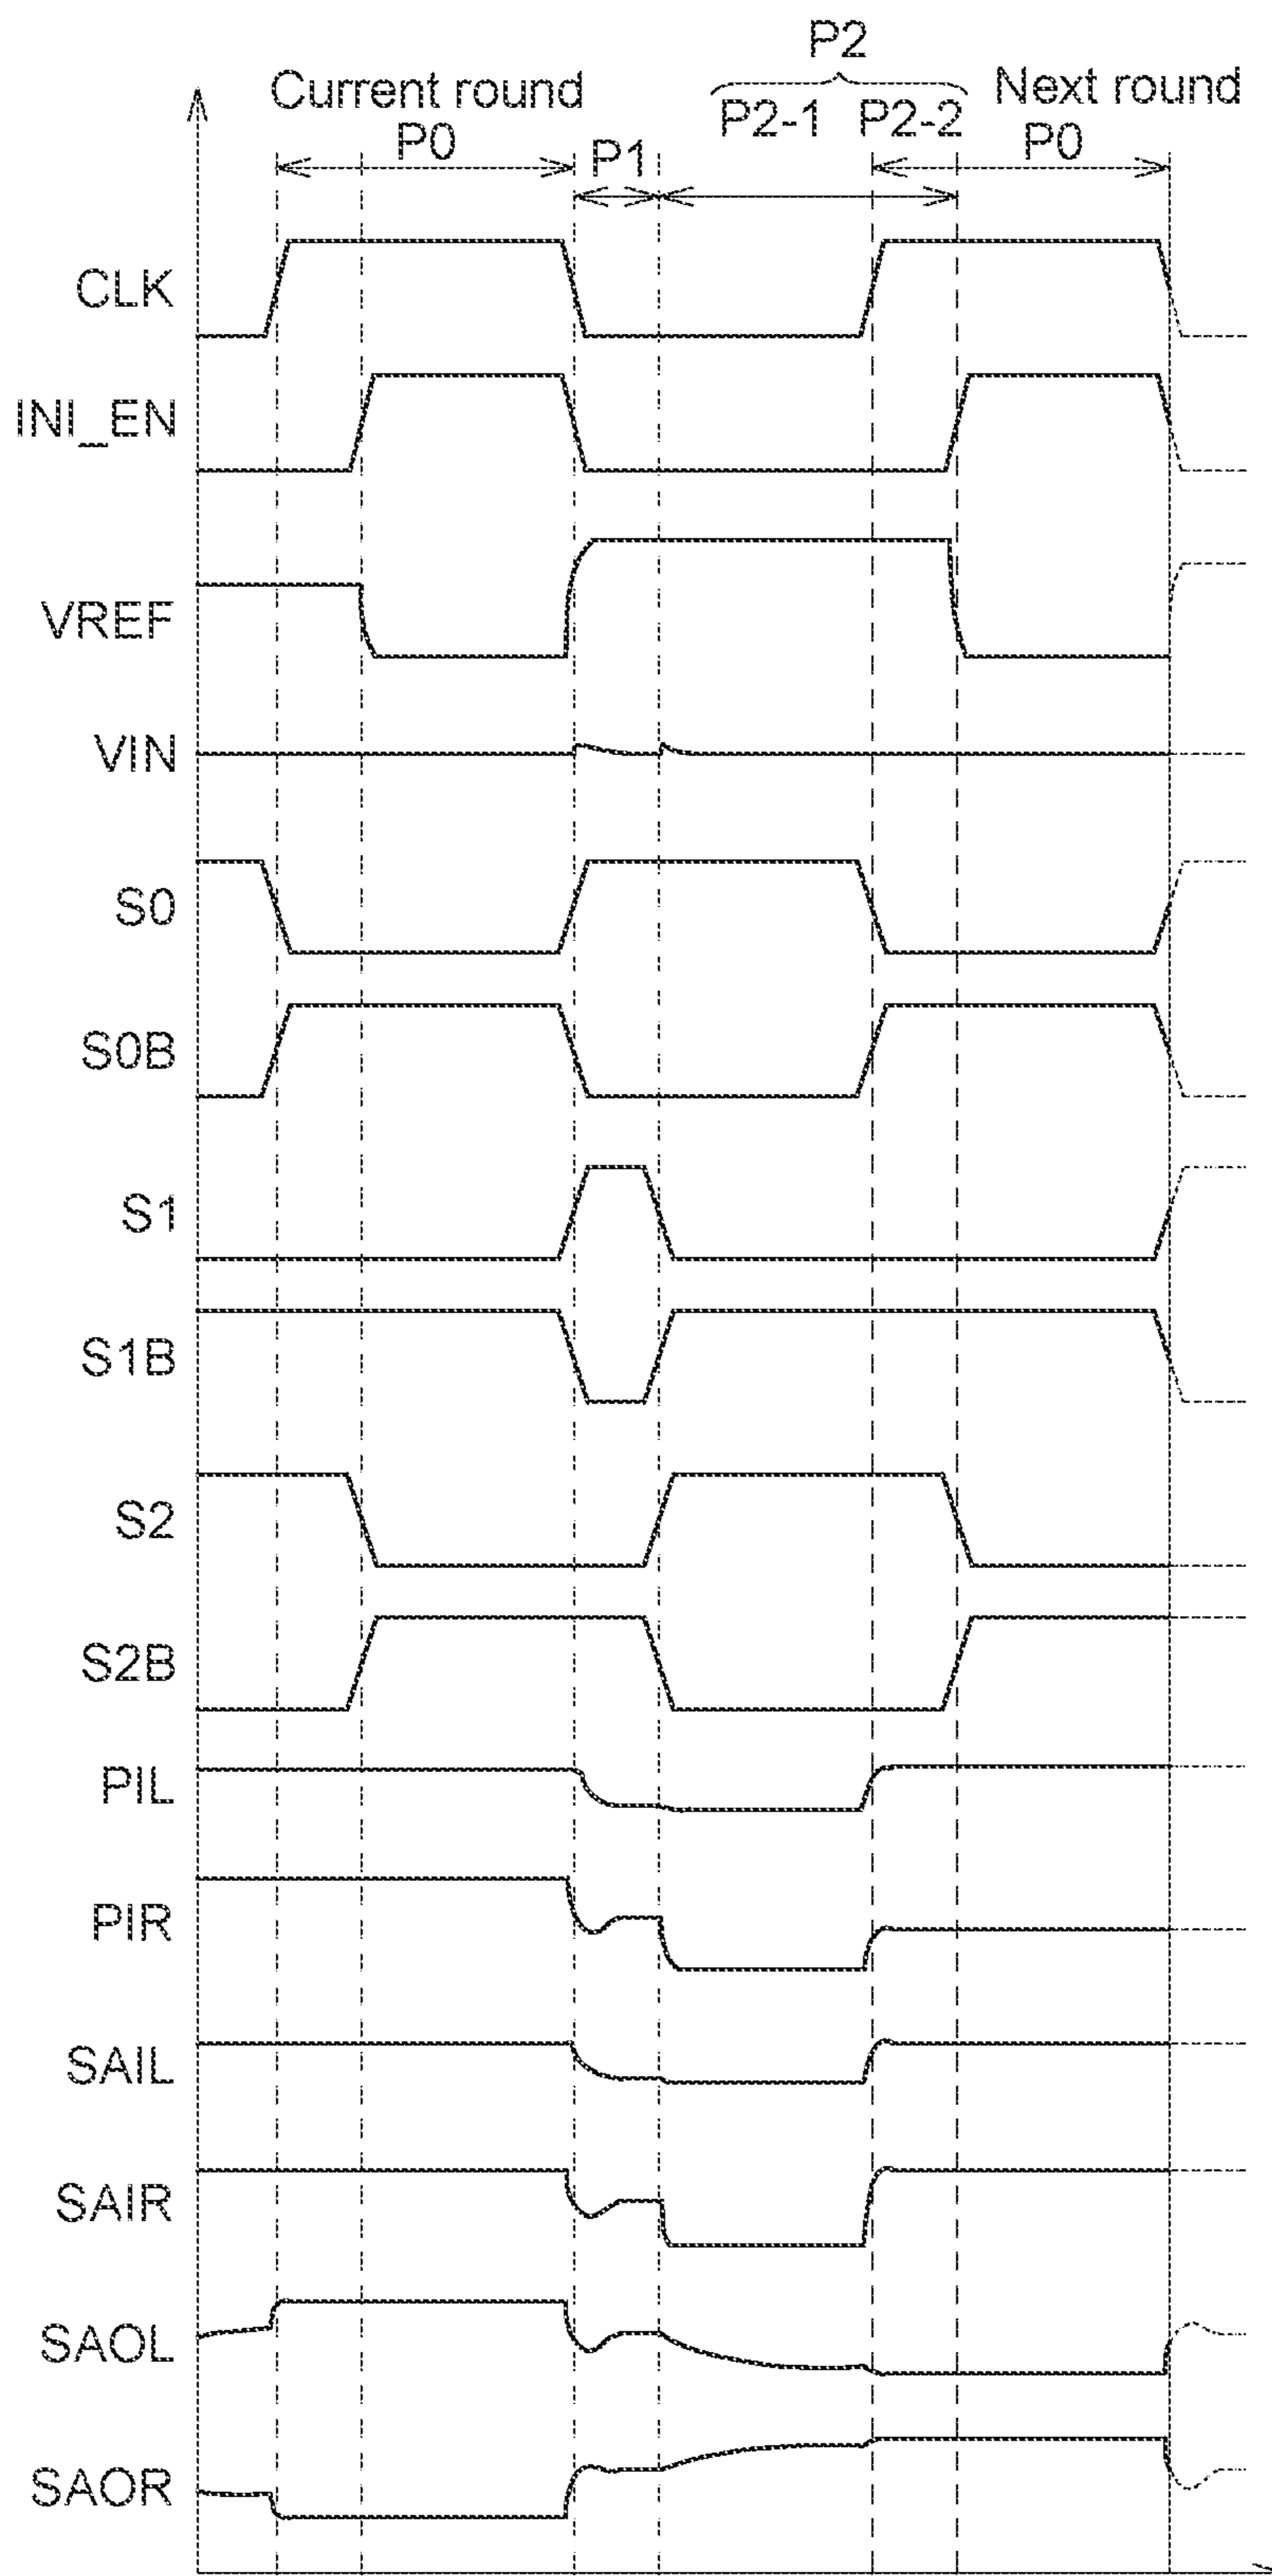 P2
Current round
Next round
P0
P1
P2-1
P2-2
P0
CLK
INI_EN
VREF
VIN
S0
S0B
S1
S1B
S2
S2B
PIL
PIR
SAIL
SAIR
SAOL
SAOR